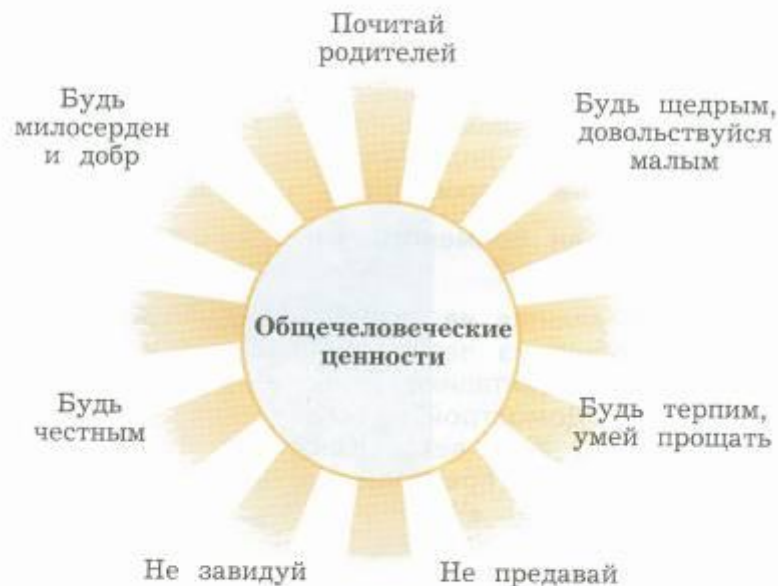 Почитай
родителей
Будь
милосерден
и добр
Будь щедрым,
довольствуйся
малым
Общечеловеческие
ценности
Будь
честным
Будь терпим,
умей прощать
Не завидуй
Не предавай